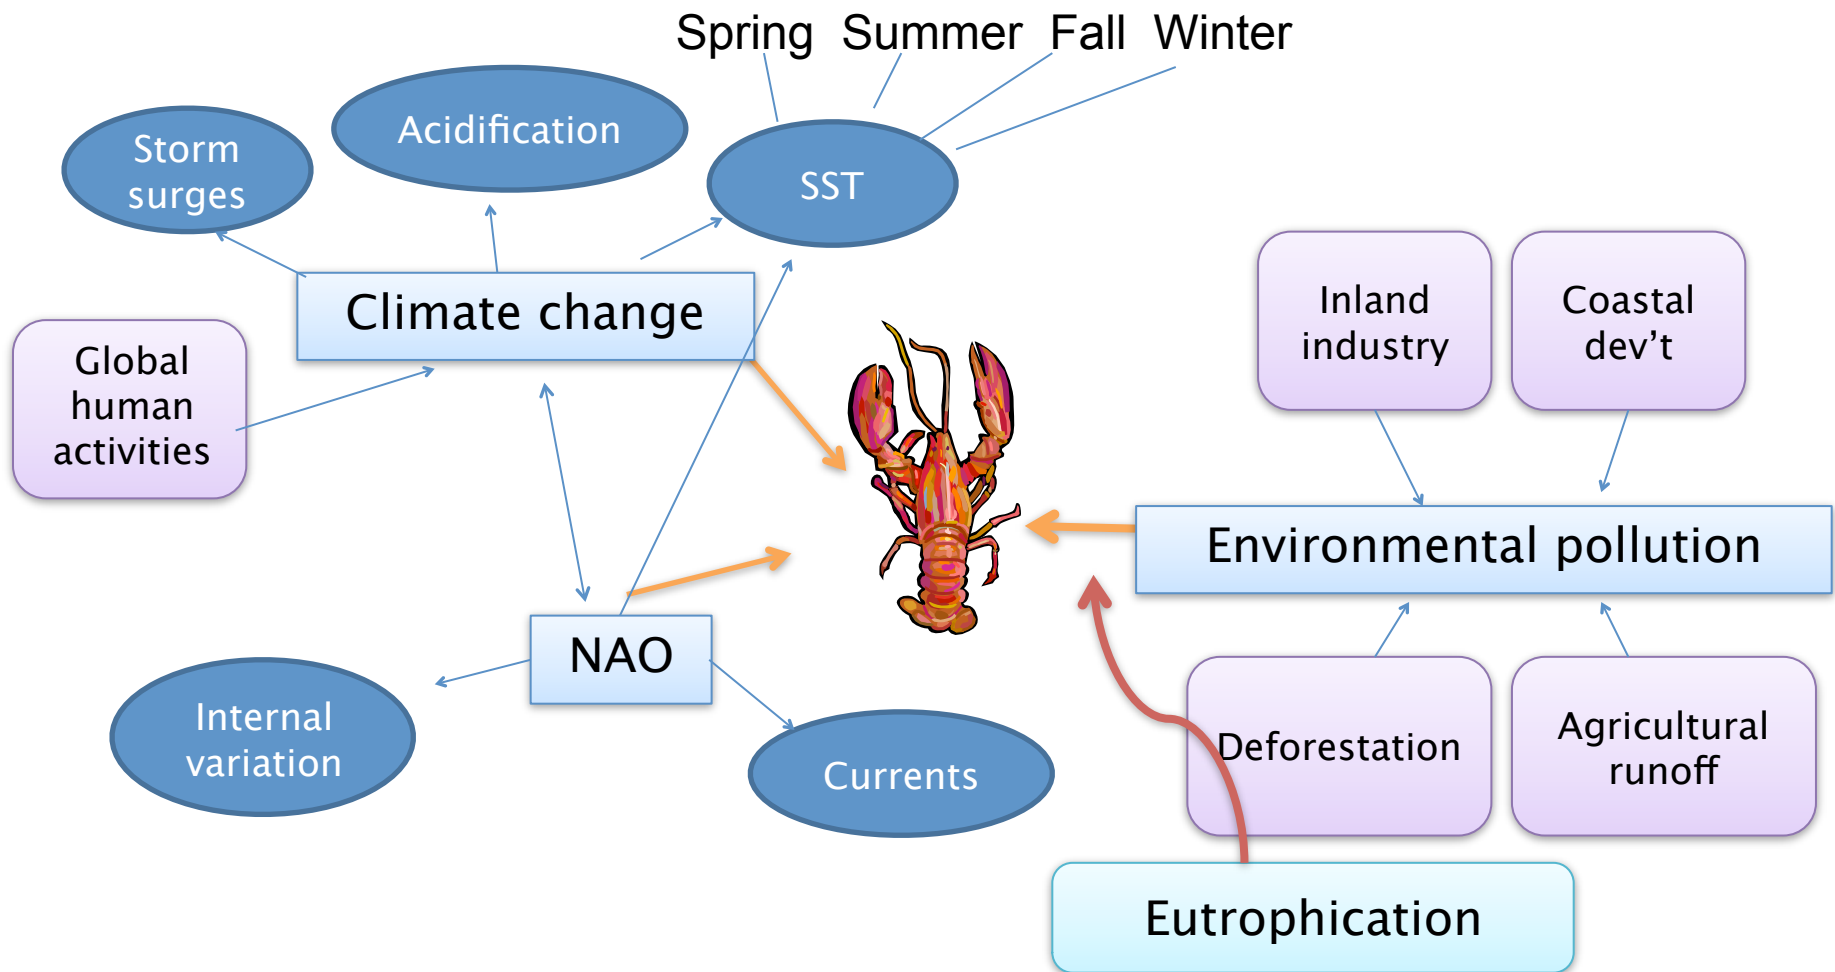 Spring Summer Fall Winter
Storm
surges
Acidification
SST
Climate change
Global
human
activities
Inland
industry
Coastal
dev’t
Environmental pollution
NAO
Internal
variation
Currents
Deforestation
Agricultural
runoff
Eutrophication